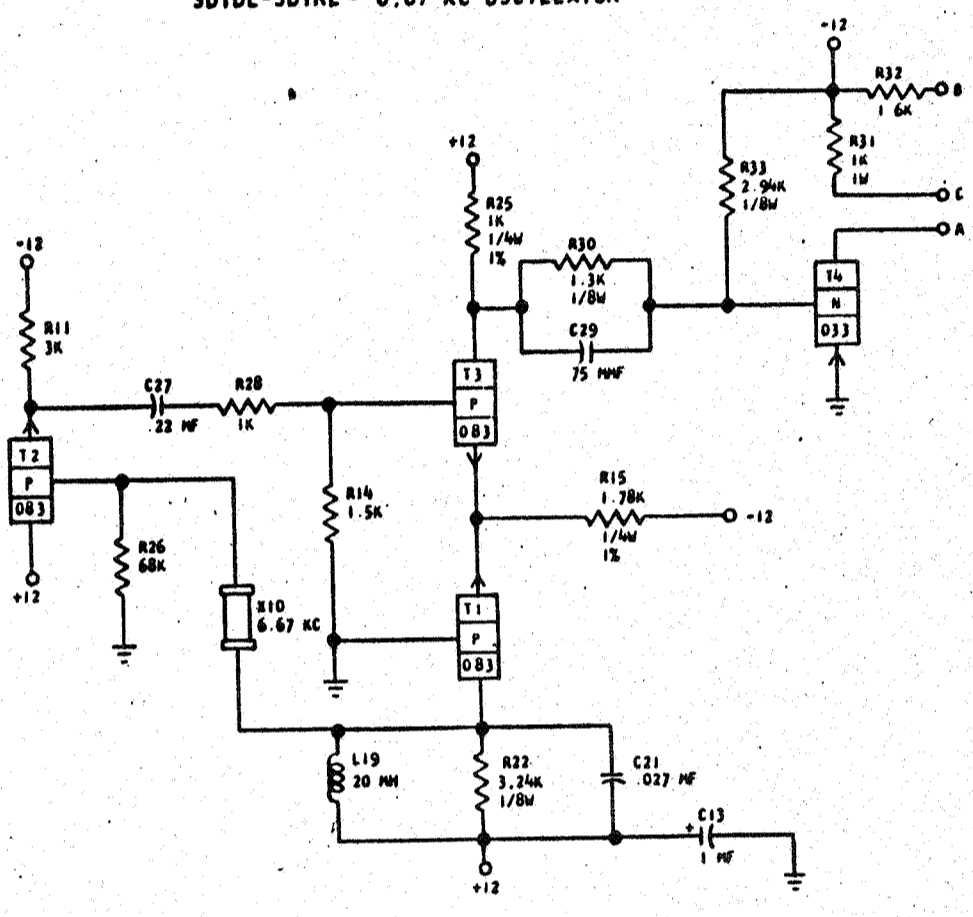 -12
R32
B
1 6K
R31
1K
1W
C
A
+12
R33
2.94K
1/8W
R25
1K
1/4W
1%
R30
1.3K
1/8W
C29
75 MMF
T4
N
033
-12
R11
3K
C27
.22 MF
R28
1K
T3
P
083
T2
P
083
R14
1.5K
R15
1.78K
1/4W
1%
-12
R26
68K
+12
X10
6.67 KC
T1
P
083
L19
20 MH
R22
3.24K
1/8W
C21
.027 MF
C13
+
1 MF
+12